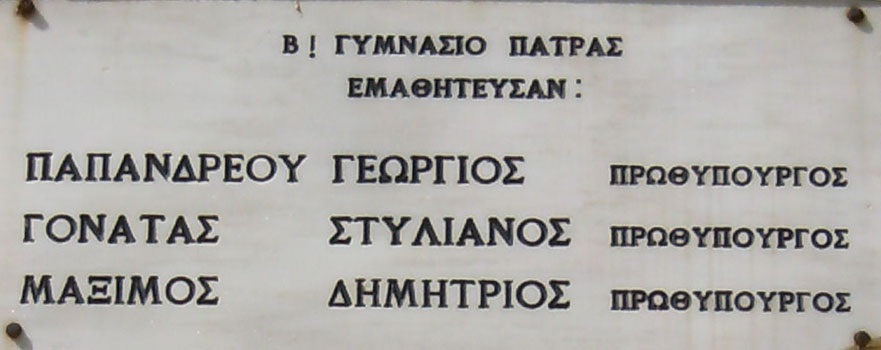 Β! ΓΥΜΝΑΣΙΟ ΠΑΤΡΑΣ
ΕΜΑΘΗΤΕΥΣΑΝ:
ΠΑΠΑΝΔΡΕΟΥ ΓΕΩΡΓΙΟΣ ΠΡΩΘΥΠΟΥΡΓΟΣ
ΓΟΝΑΤΑΣ ΣΤΥΛΙΑΝΟΣ ΠΡΩΘΥΠΟΥΡΓΟΣ
ΜΑΞΙΜΟΣ ΔΗΜΗΤΡΙΟΣ ΠΡΩΘΥΠΟΥΡΓΟΣ